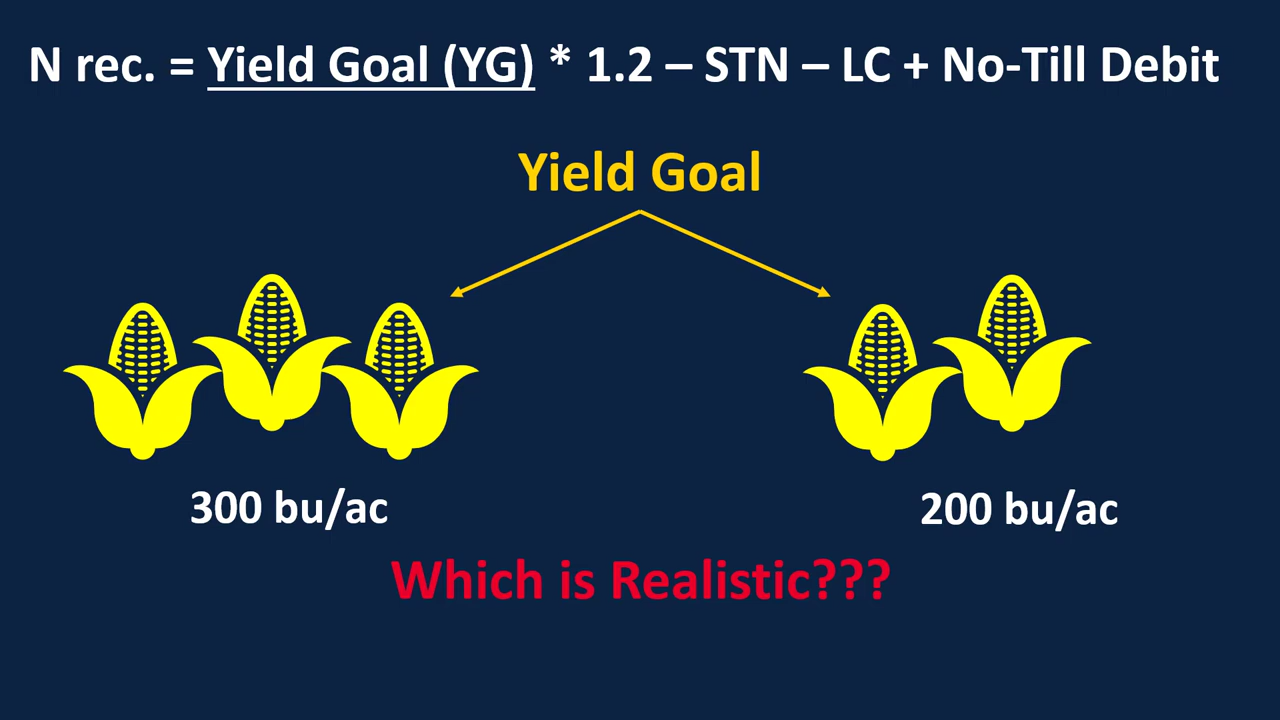 N rec. = Yield Goal (YG) * 1.2 – STN – LC + No-Till Debit
Yield Goal
300 bu/ac
200 bu/ac
Which is Realistic???